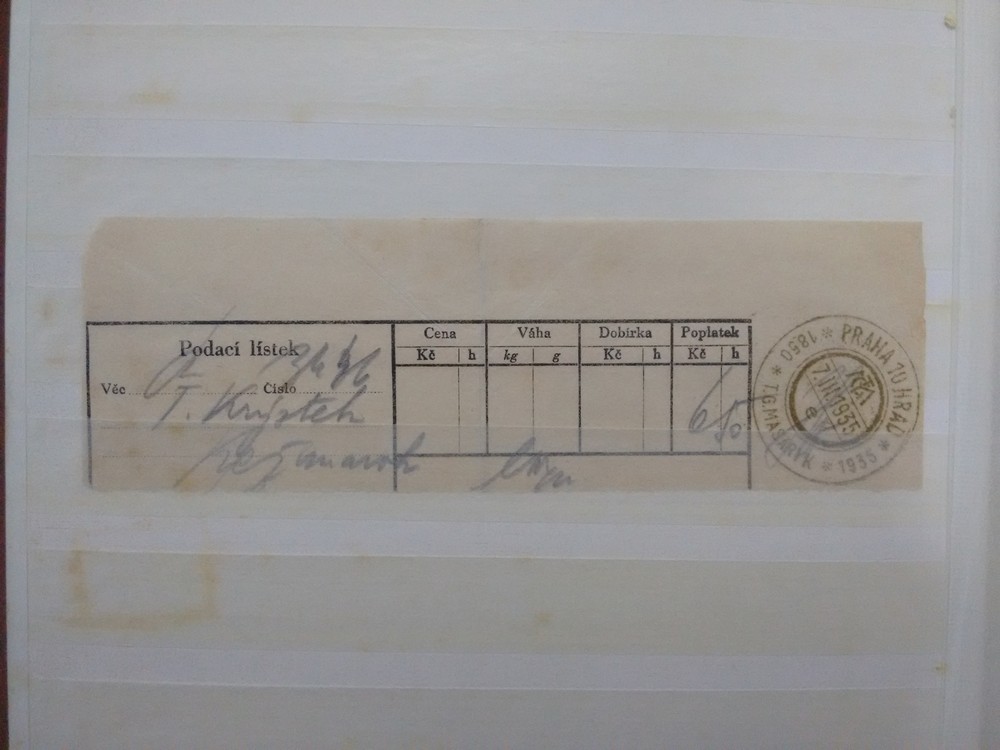 Podací lístek
Cena Váha Dobírka Poplatek
Kč h kg g Kč h Kč h
Věc Číslo
T. Kryštek
6 50
PRAHA 10 HRAD * 1935 * T.G.MASARYK * 1850 *
7.III.1935